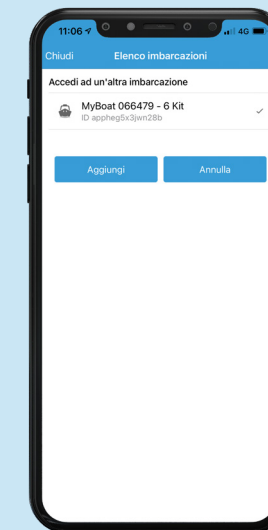 11:06
4G
Chiudi
Elenco imbarcazioni
Accedi ad un'altra imbarcazione
MyBoat 066479 - 6 Kit
ID appheg5x3jwn28b
Aggiungi
Annulla